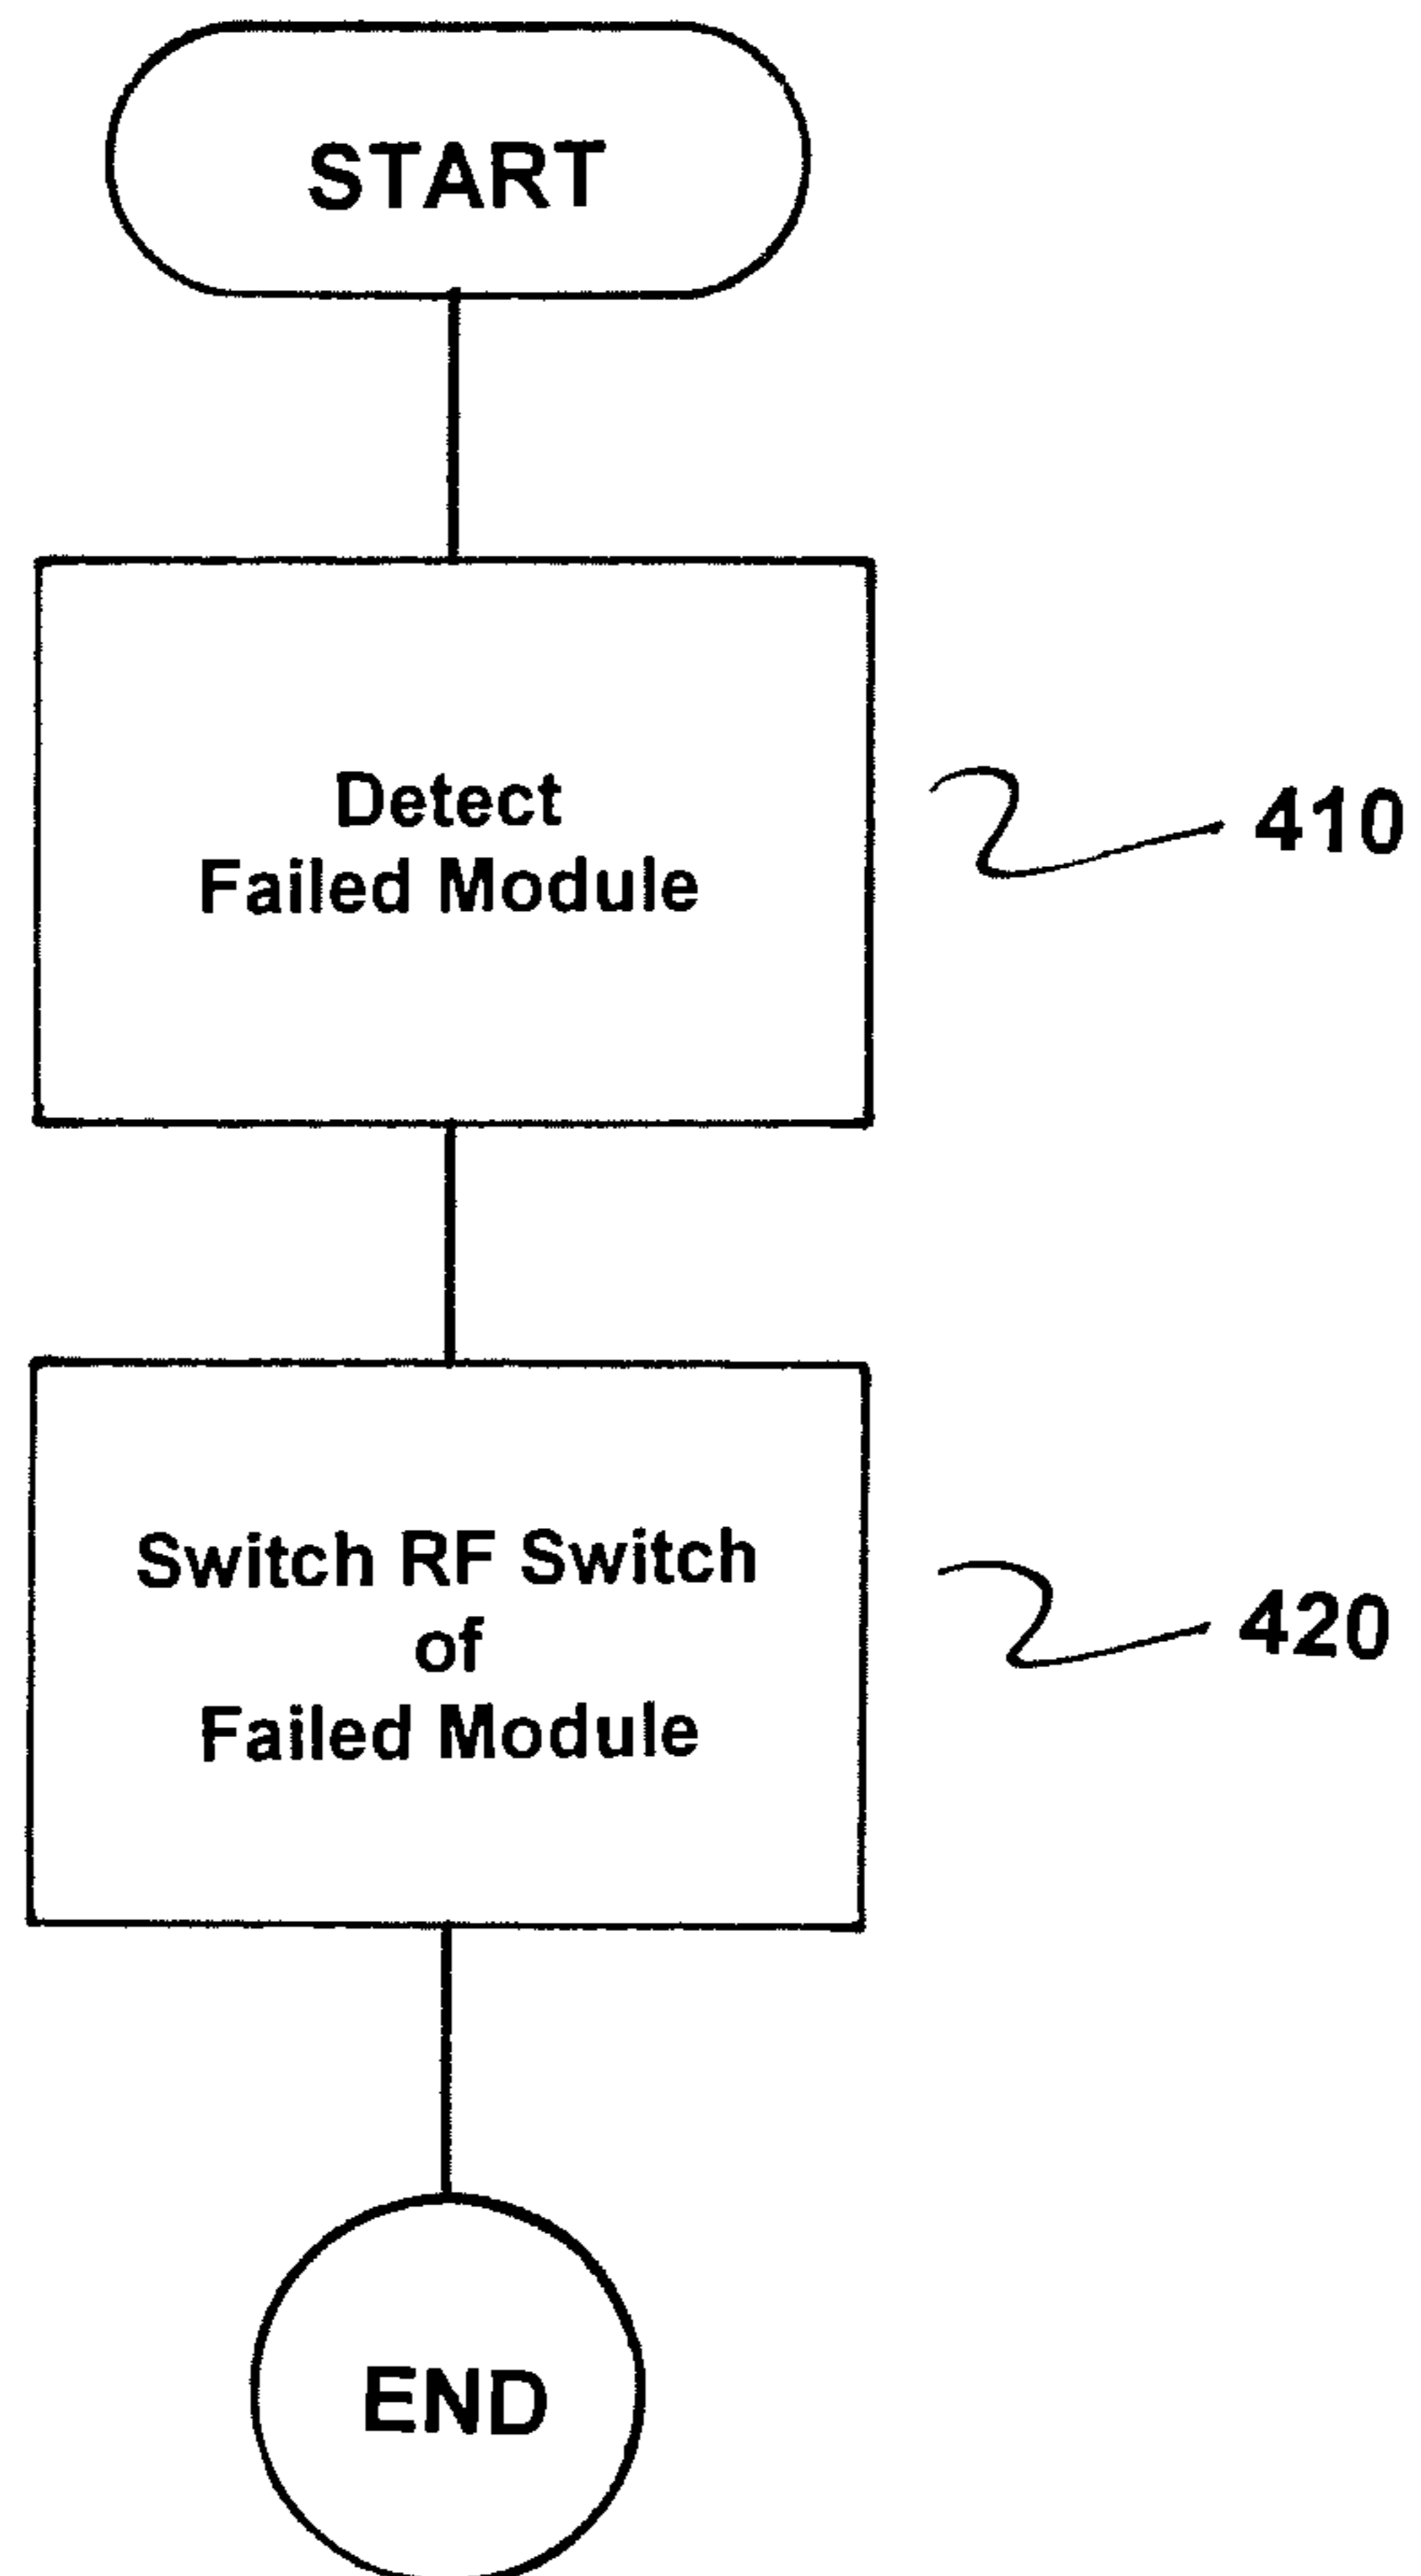 START
Detect
Failed Module
410
Switch RF Switch
of
Failed Module
420
END